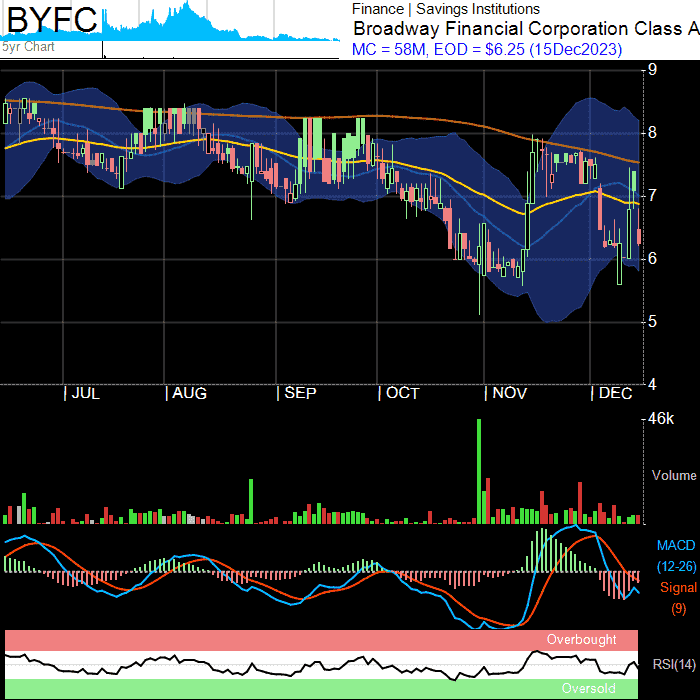 BYFC
5yr Chart
Finance | Savings Institutions
Broadway Financial Corporation Class A
MC = 58M, EOD = $6.25 (15Dec2023)
9
8
7
6
5
4
JUL AUG SEP OCT NOV DEC
46k
Volume
MACD
(12-26)
Signal
(9)
Overbought
RSI(14)
Oversold